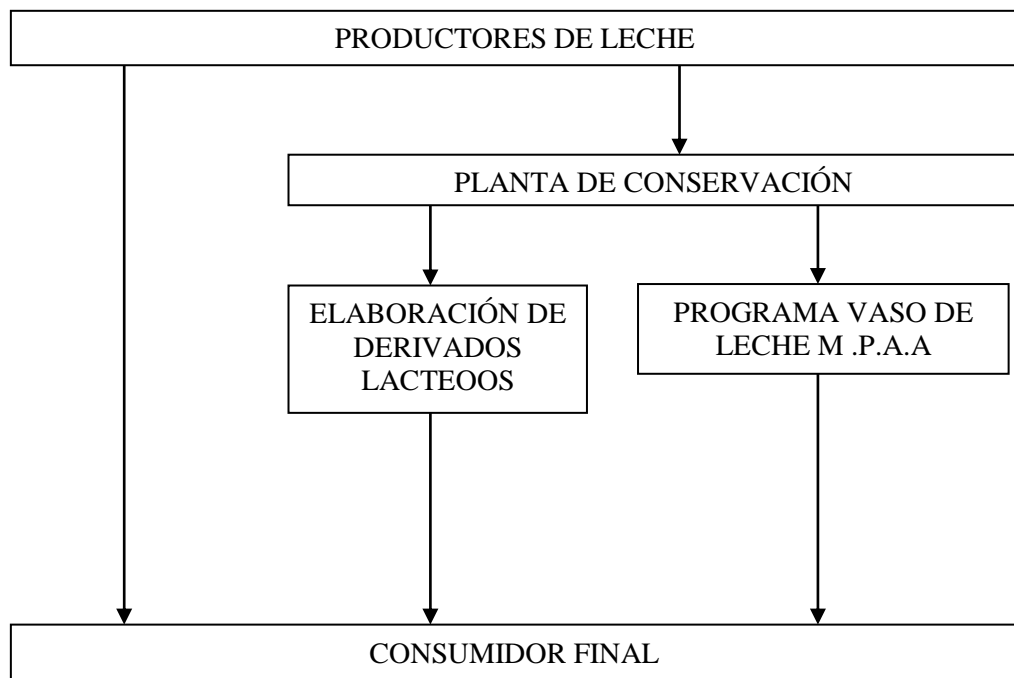 PRODUCTORES DE LECHE
PLANTA DE CONSERVACIÓN
ELABORACIÓN DE
DERIVADOS
LACTEOOS
PROGRAMA VASO DE
LECHE M .P.A.A
CONSUMIDOR FINAL